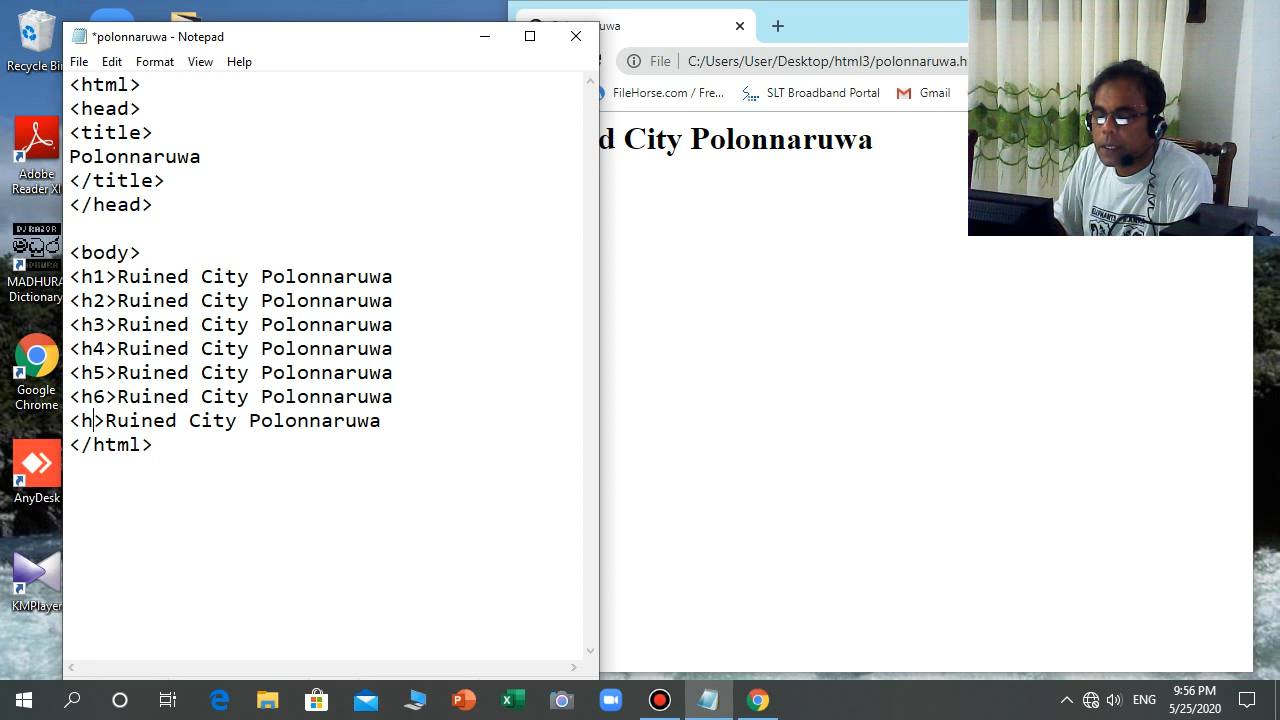 Recycle Bin
Adobe
Reader XI
DJ RAZOR
MADHURA
Dictionary
Google
Chrome
AnyDesk
KMPlayer
*polonnaruwa - Notepad
File Edit Format View Help
<html>
<head>
<title>
Polonnaruwa
</title>
</head>
<body>
<h1>Ruined City Polonnaruwa
<h2>Ruined City Polonnaruwa
<h3>Ruined City Polonnaruwa
<h4>Ruined City Polonnaruwa
<h5>Ruined City Polonnaruwa
<h6>Ruined City Polonnaruwa
<h>Ruined City Polonnaruwa
</html>
uwa
File C:/Users/User/Desktop/html3/polonnaruwa.h
FileHorse.com / Fre... SLT Broadband Portal Gmail
d City Polonnaruwa
ENG
9:56 PM
5/25/2020